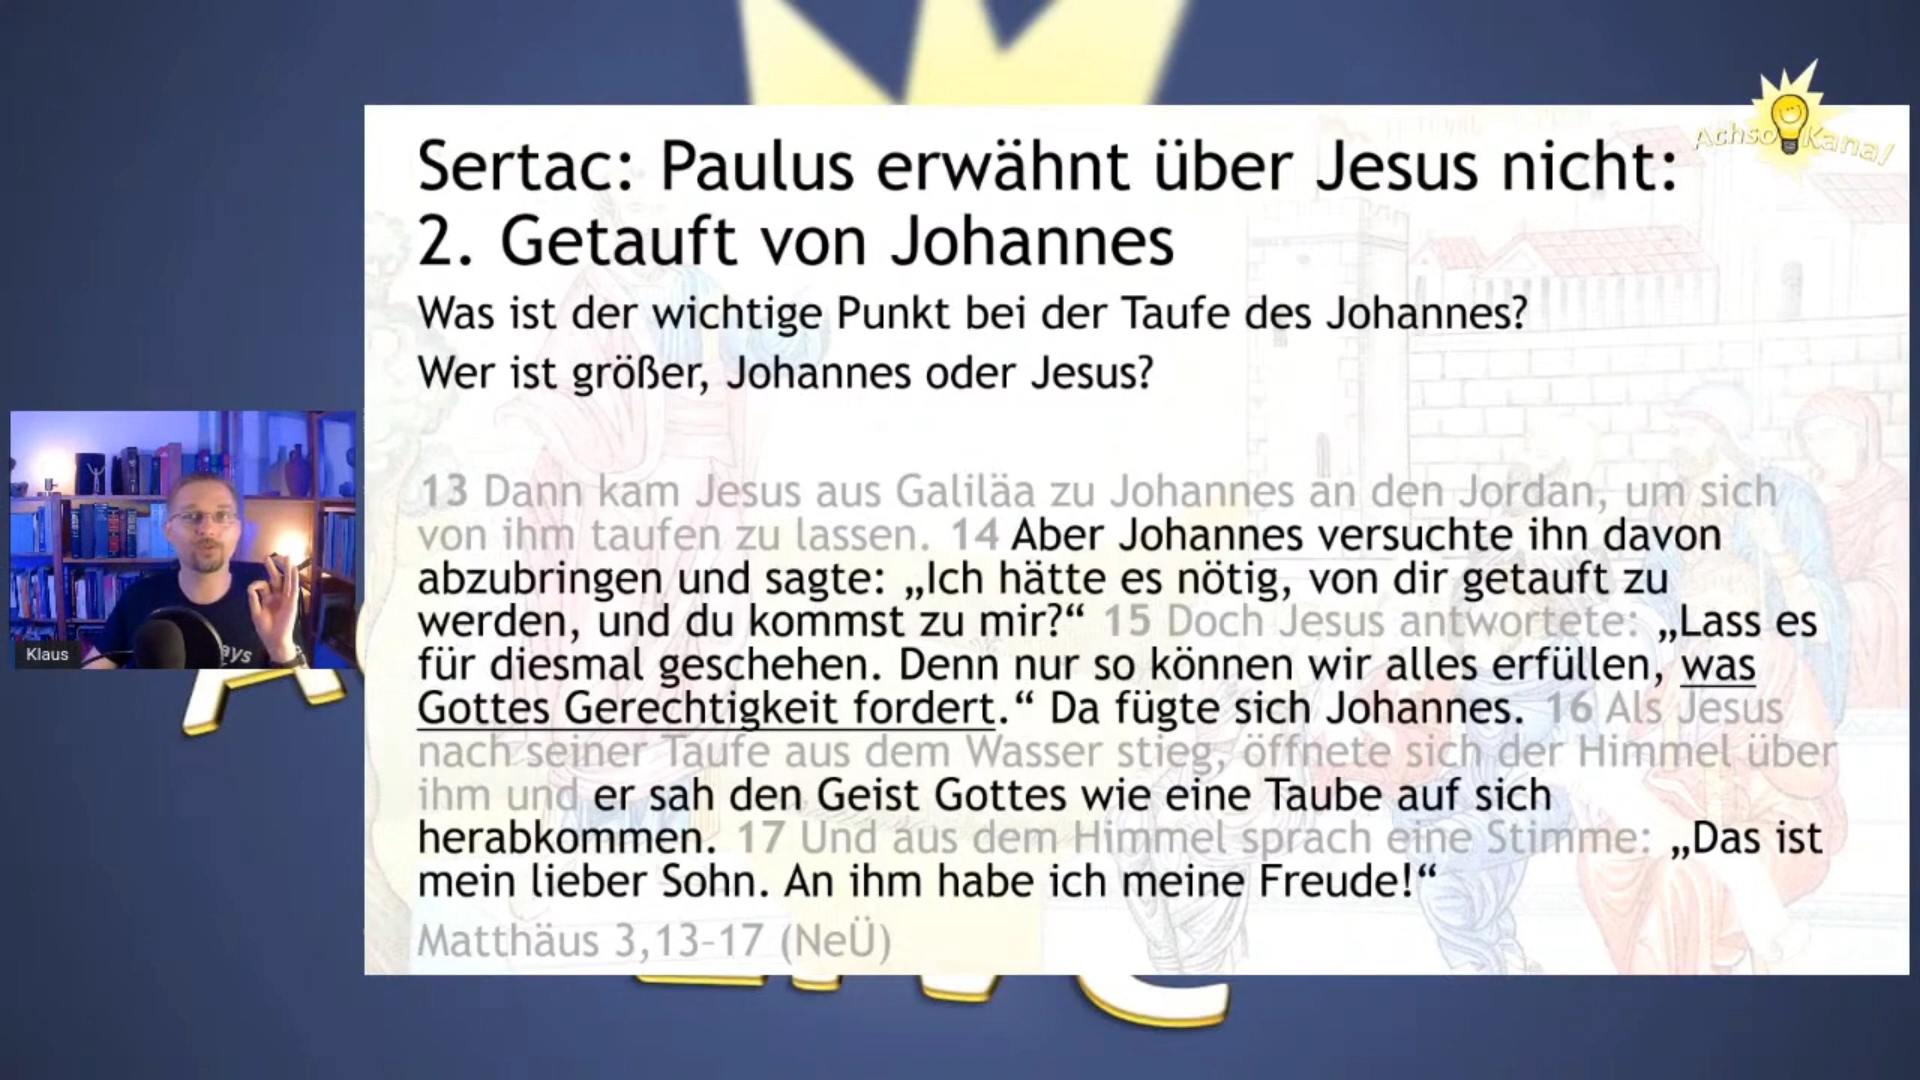 Achso Kanal
Sertac: Paulus erwähnt über Jesus nicht:
2. Getauft von Johannes
Was ist der wichtige Punkt bei der Taufe des Johannes?
Wer ist größer, Johannes oder Jesus?
13 Dann kam Jesus aus Galiläa zu Johannes an den Jordan, um sich
von ihm taufen zu lassen. 14 Aber Johannes versuchte ihn davon
abzubringen und sagte: „Ich hätte es nötig, von dir getauft zu
werden, und du kommst zu mir?“ 15 Doch Jesus antwortete: „Lass es
für diesmal geschehen. Denn nur so können wir alles erfüllen, was
Gottes Gerechtigkeit fordert.“ Da fügte sich Johannes. 16 Als Jesus
nach seiner Taufe aus dem Wasser stieg, öffnete sich der Himmel über
ihm und er sah den Geist Gottes wie eine Taube auf sich
herabkommen. 17 Und aus dem Himmel sprach eine Stimme: „Das ist
mein lieber Sohn. An ihm habe ich meine Freude!“
Matthäus 3,13–17 (NeÜ)
Klaus